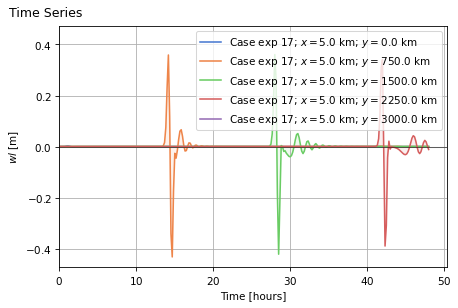 Time Series
Case exp 17; x = 5.0 km; y = 0.0 km
Case exp 17; x = 5.0 km; y = 750.0 km
Case exp 17; x = 5.0 km; y = 1500.0 km
Case exp 17; x = 5.0 km; y = 2250.0 km
Case exp 17; x = 5.0 km; y = 3000.0 km
0.4
0.2
0.0
−0.2
−0.4
wl [m]
0 10 20 30 40 50
Time [hours]